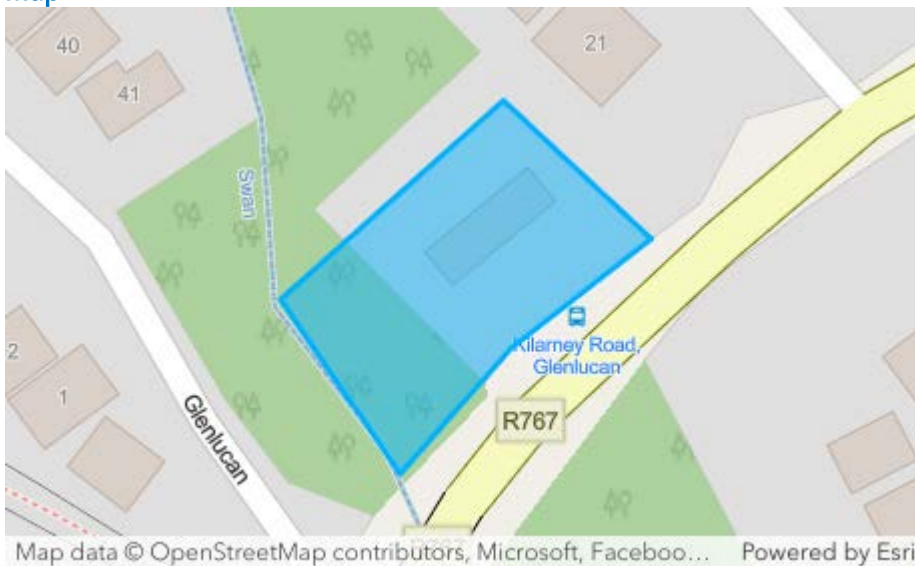 40
41
21
Swan
Kilarney Road,
Glenlucan
2
1
Glenlucan
R767
Map data © OpenStreetMap contributors, Microsoft, Faceboo... Powered by Esri